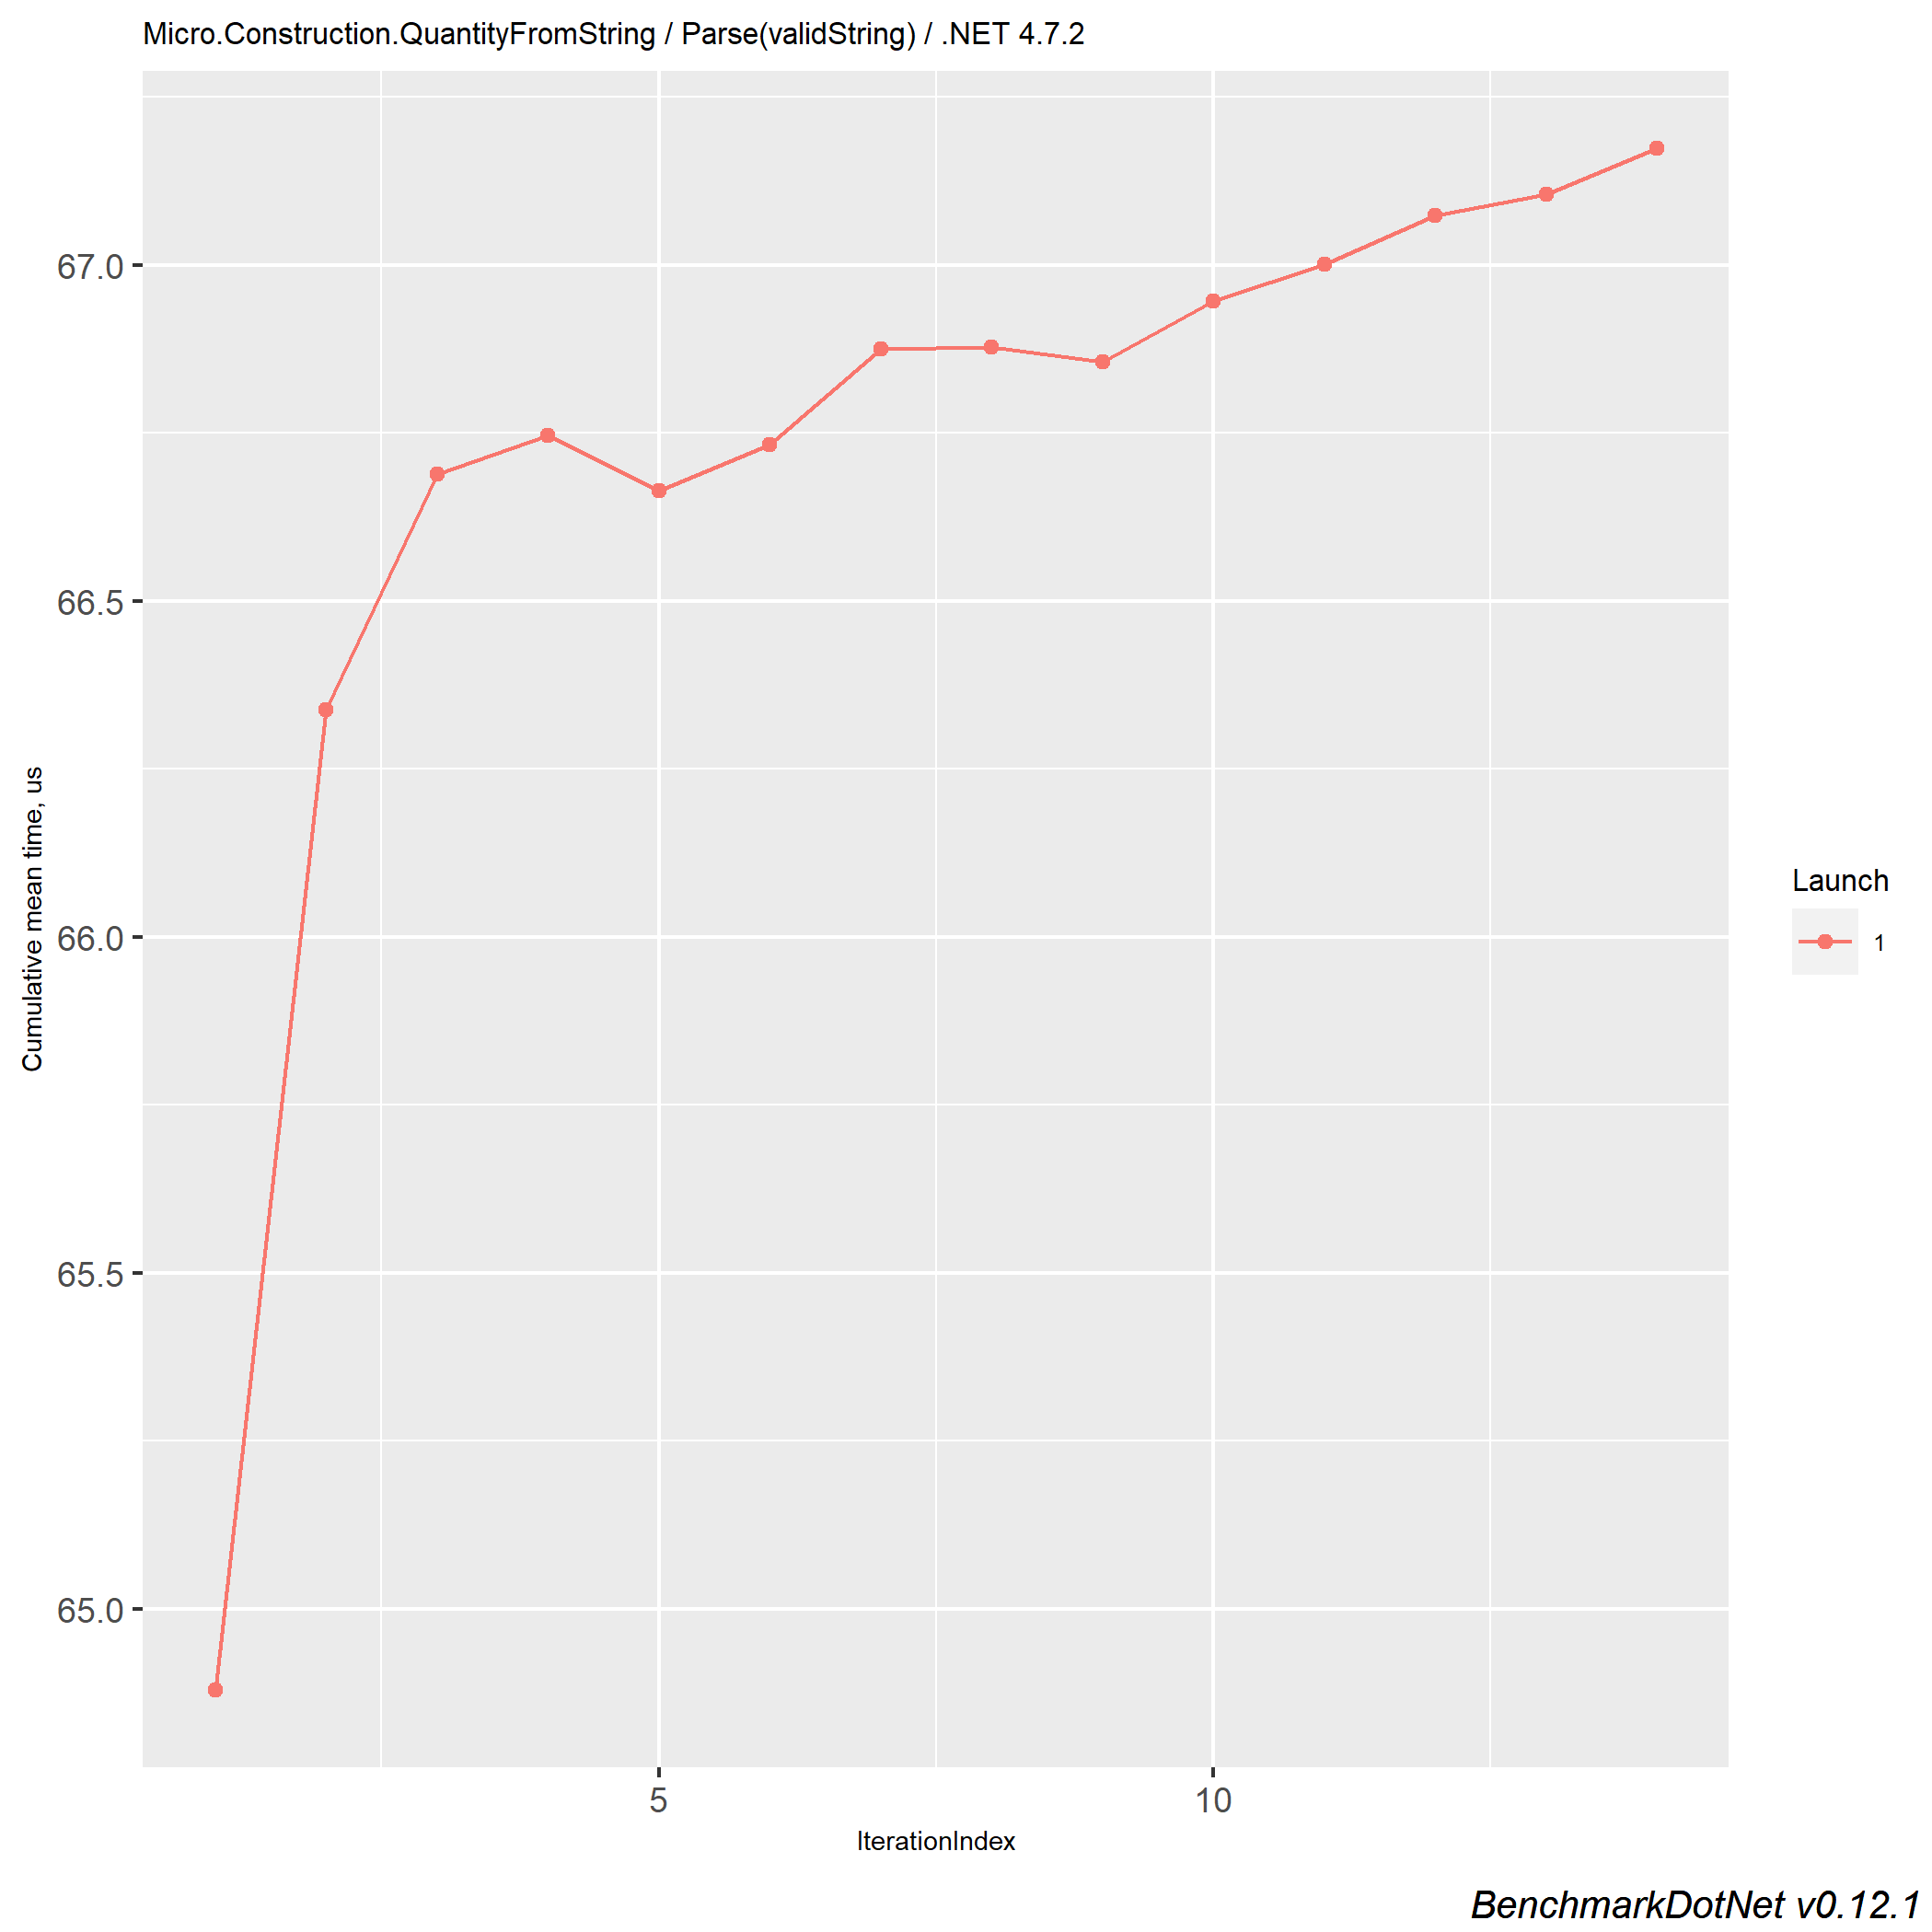 Micro.Construction.QuantityFromString / Parse(validString) / .NET 4.7.2
Cumulative mean time, us
67.0
66.5
66.0
65.5
65.0
5
10
IterationIndex
Launch
1
BenchmarkDotNet v0.12.1